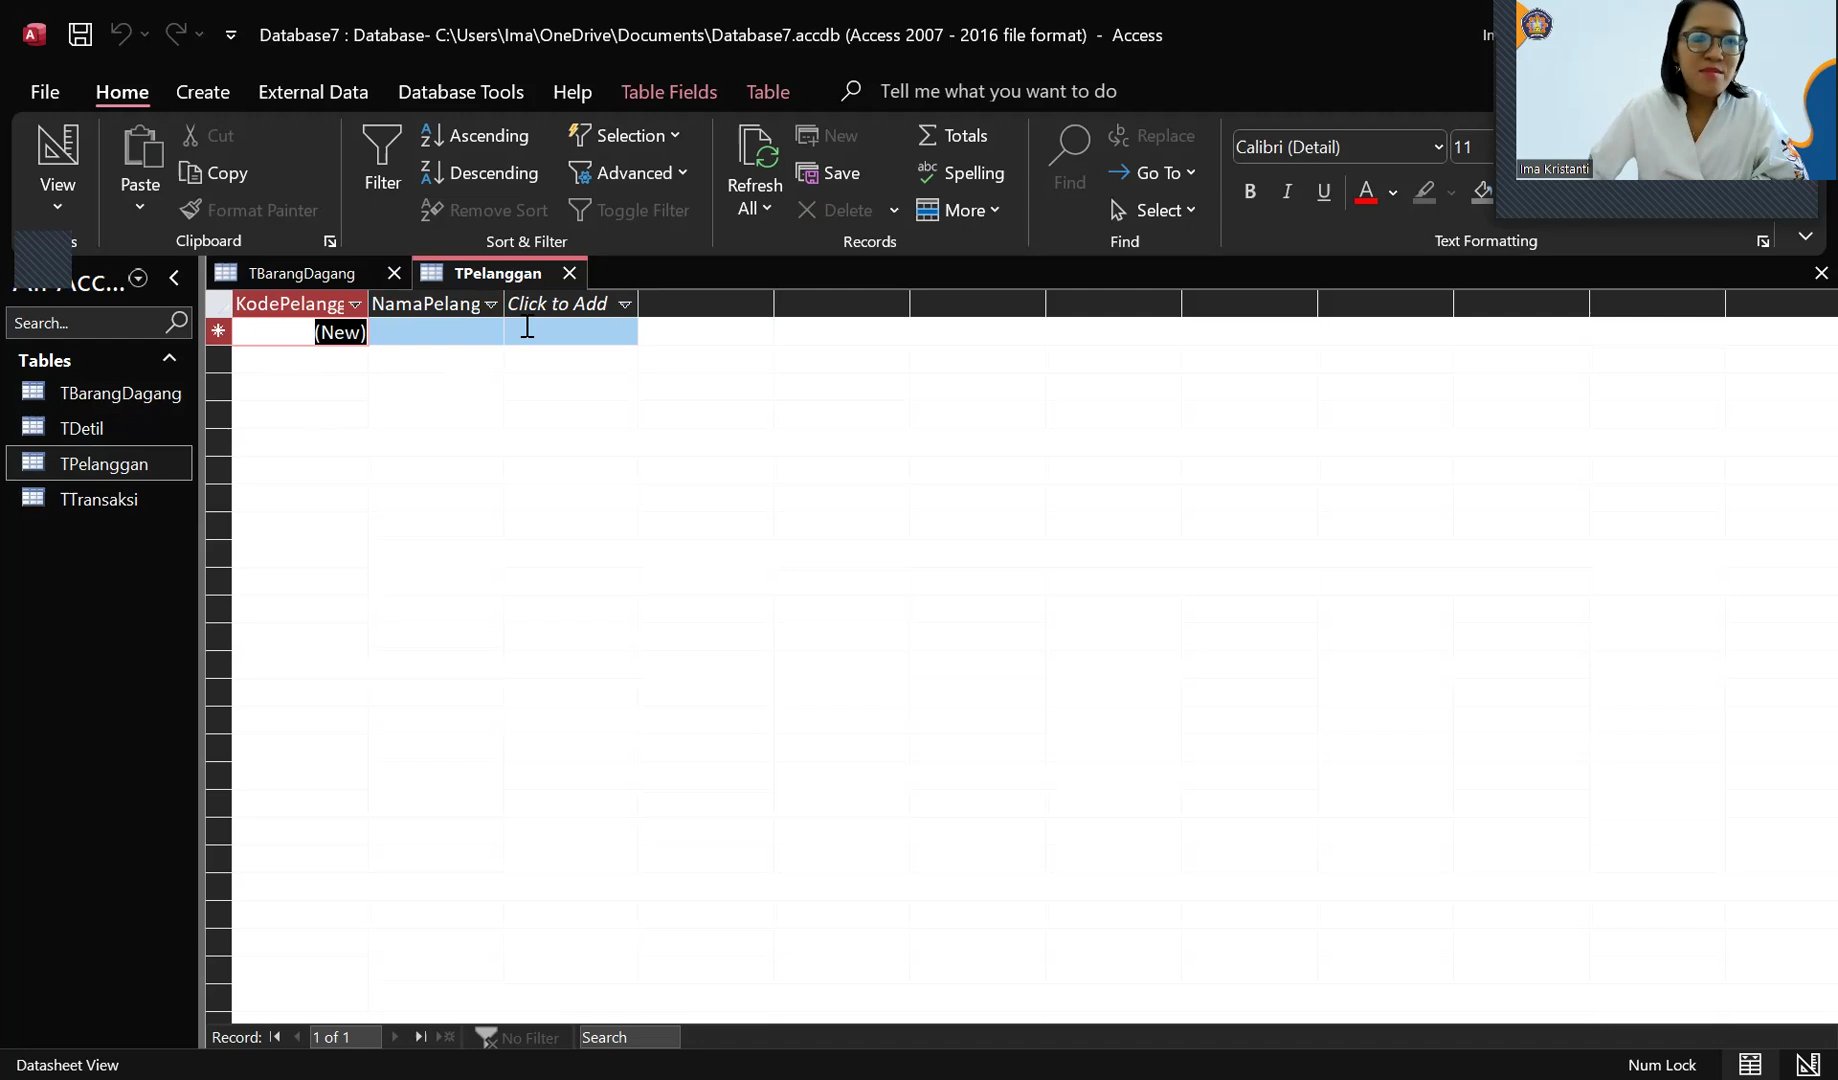 Database7 : Database- C:\Users\Ima\OneDrive\Documents\Database7.accdb (Access 2007 - 2016 file format) - Access
File Home Create External Data Database Tools Help Table Fields Table Tell me what you want to do
Ima Kristanti
View
Paste
Cut
Copy
Format Painter
Clipboard
Filter
Ascending
Descending
Remove Sort
Selection
Advanced
Toggle Filter
Sort & Filter
Refresh
All
New
Save
Delete
Totals
Spelling
More
Records
Find
Replace
Go To
Select
Find
Calibri (Detail) 11
B I U A
Text Formatting
Search...
Tables
TBarangDagang
TDetil
TPelanggan
TTransaksi
TBarangDagang TPelanggan
KodePelangg NamaPelang Click to Add
(New)
Record: 1 of 1 No Filter Search
Datasheet View Num Lock